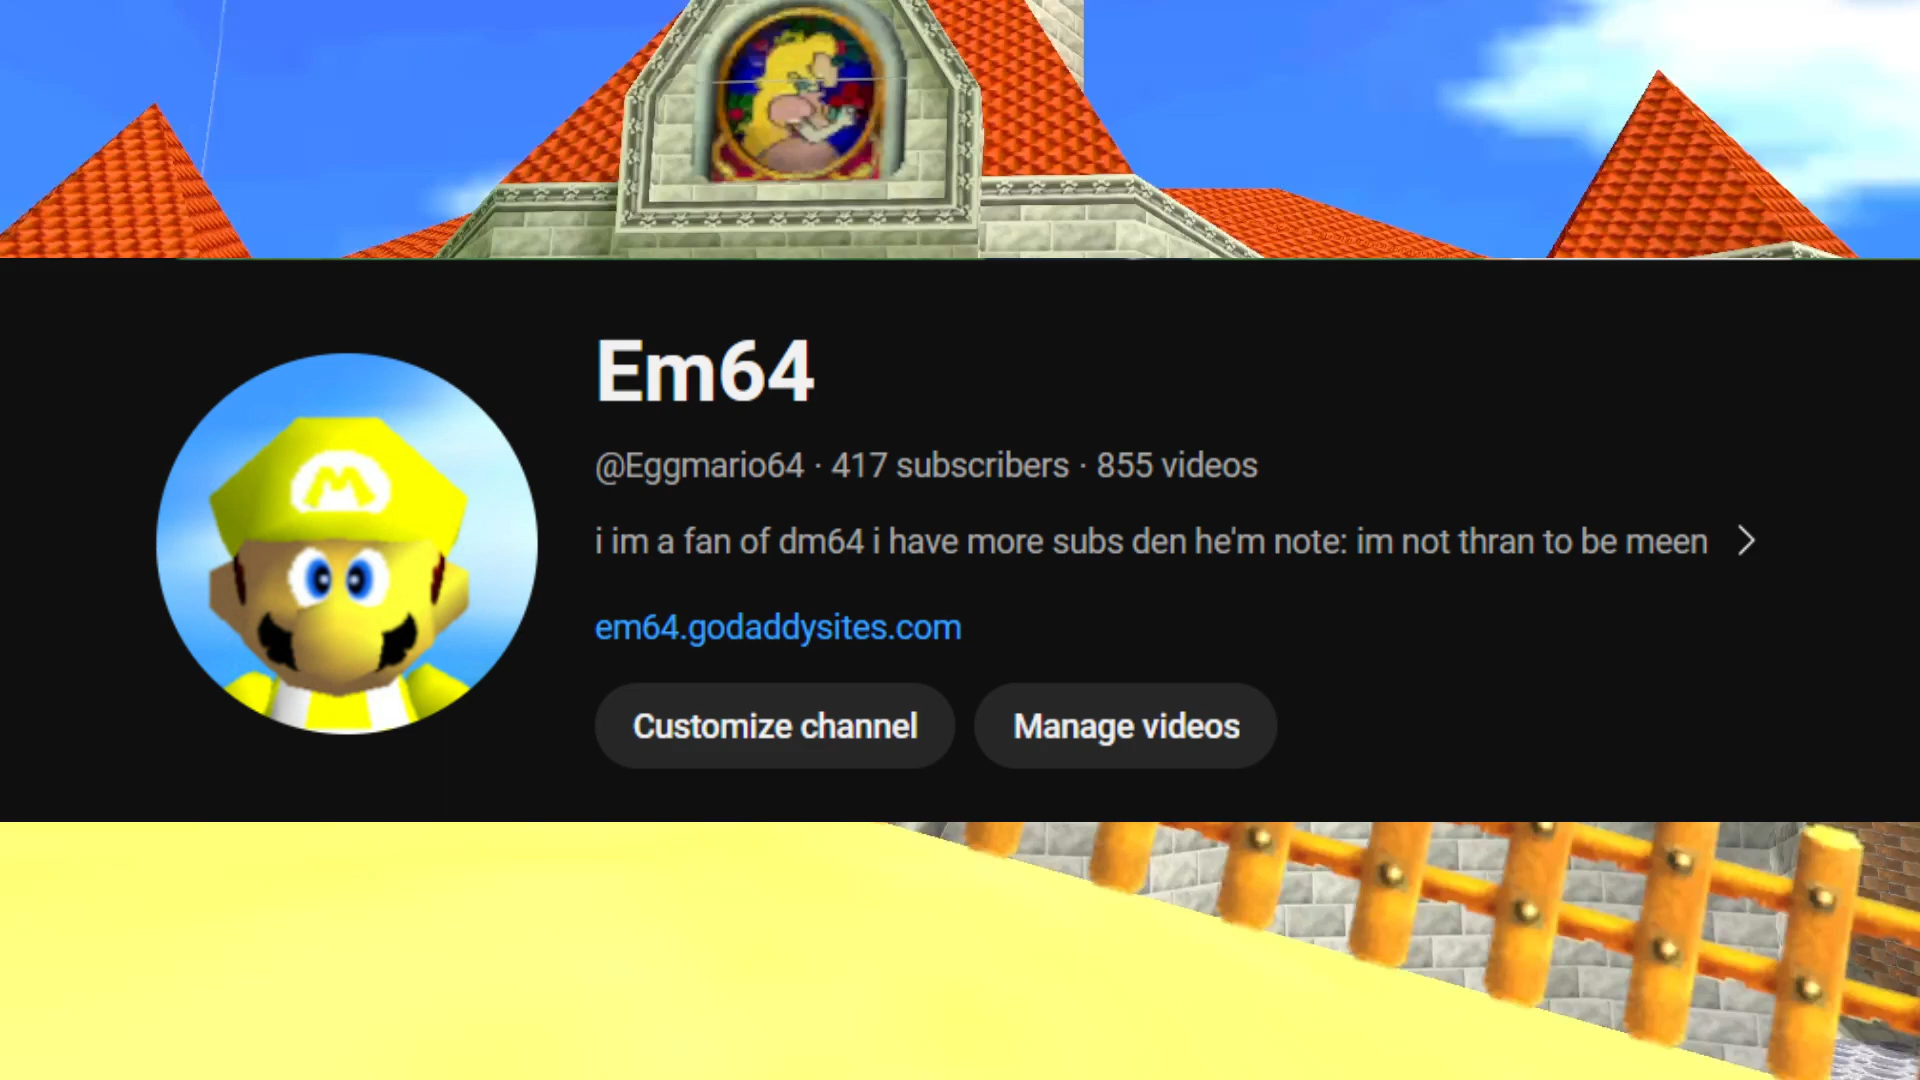 M
Em64
@Eggmario64 · 417 subscribers · 855 videos
i im a fan of dm64 i have more subs den he'm note: im not thran to be meen
em64.godaddysites.com
Customize channel
Manage videos